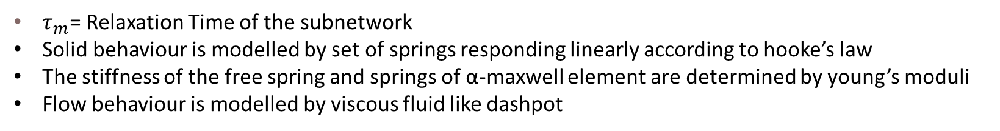 • τₘ= Relaxation Time of the subnetwork
• Solid behaviour is modelled by set of springs responding linearly according to hooke’s law
• The stiffness of the free spring and springs of α-maxwell element are determined by young’s moduli
• Flow behaviour is modelled by viscous fluid like dashpot